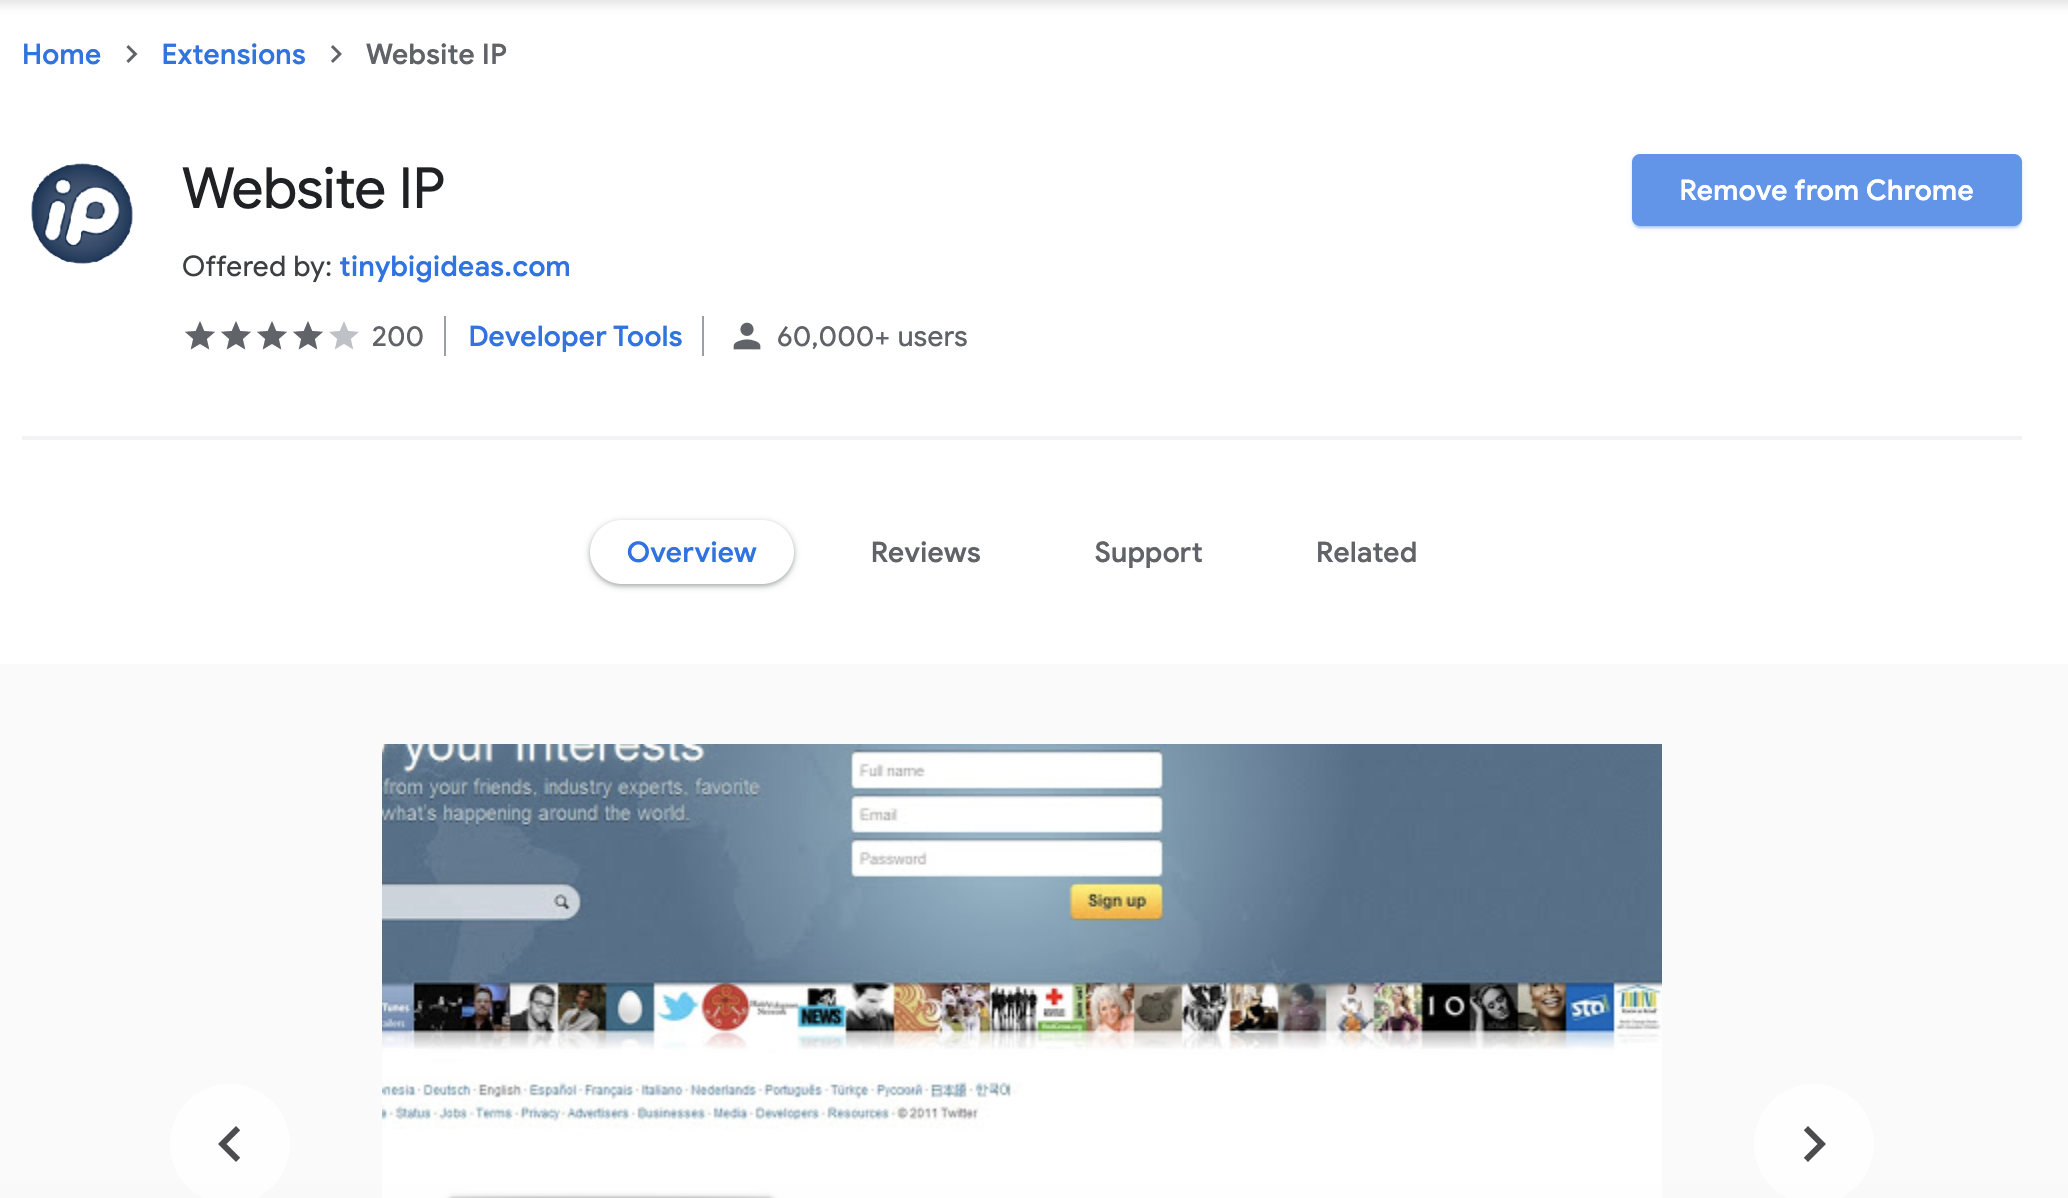 Home > Extensions > Website IP
ip
Website IP
Remove from Chrome
Offered by: tinybigideas.com
200 Developer Tools 60,000+ users
Overview Reviews Support Related
your interests
Full name
from your friends, industry experts, favorite
what's happening around the world.
Email
Password
Sign up
NEWS
Deutsch · English · Español · Français · Italiano · Nederlands · Português · Türkçe · Русский · 日本語 · 한국어
Status · Jobs · Terms · Privacy · Advertisers · Businesses · Media · Developers · Resources · © 2011 Twitter